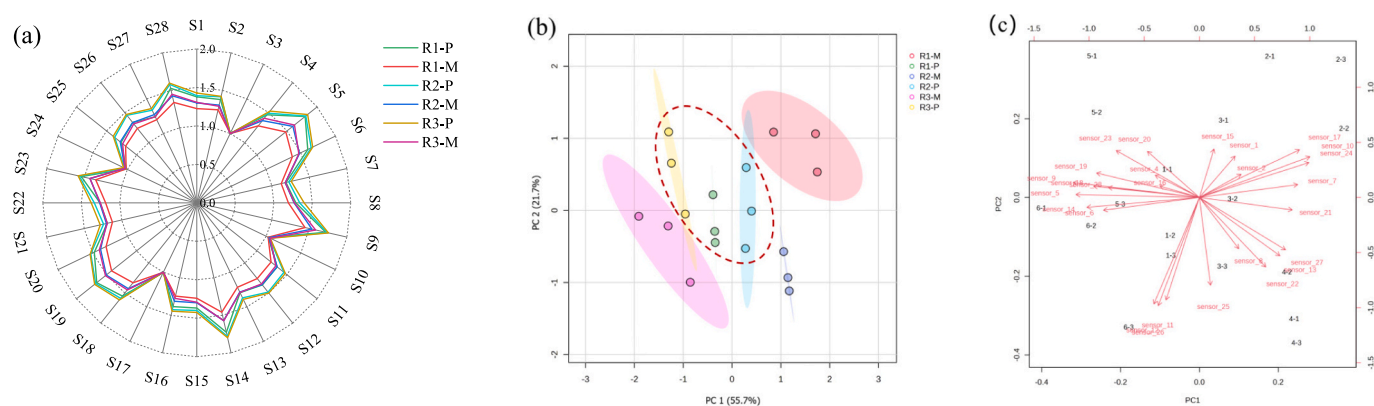 (a)
S1
S2
S3
S4
S5
S6
S7
S8
S9
S10
S11
S12
S13
S14
S15
S16
S17
S18
S19
S20
S21
S22
S23
S24
S25
S26
S27
S28
2.0
1.5
1.0
0.5
0.0
R1-P
R1-M
R2-P
R2-M
R3-P
R3-M
(b)
2
1
0
-1
-2
-3 -2 -1 0 1 2 3
PC 2 (21.7%)
PC 1 (55.7%)
R1-M
R1-P
R2-M
R2-P
R3-M
R3-P
(c)
-1.5 -1.0 -0.5 0.0 0.5 1.0
5-1
2-1
2-3
5-2
3-1
2-2
sensor_23
sensor_20
sensor_15
sensor_17
sensor_1
sensor_10
sensor_24
sensor_19
sensor_4
1-1
sensor_2
sensor_9
sensor_7
sensor_5
6-1
sensor_14
5-3
3-2
sensor_6
sensor_21
6-2
1-2
1-3
3-3
sensor_27
4-2
sensor_13
sensor_22
sensor_25
4-1
6-3
sensor_11
4-3
0.2
0.0
-0.2
-0.4
1.0
0.5
0.0
-0.5
-1.0
-1.5
-0.4 -0.2 0.0 0.2
PC2
PC1